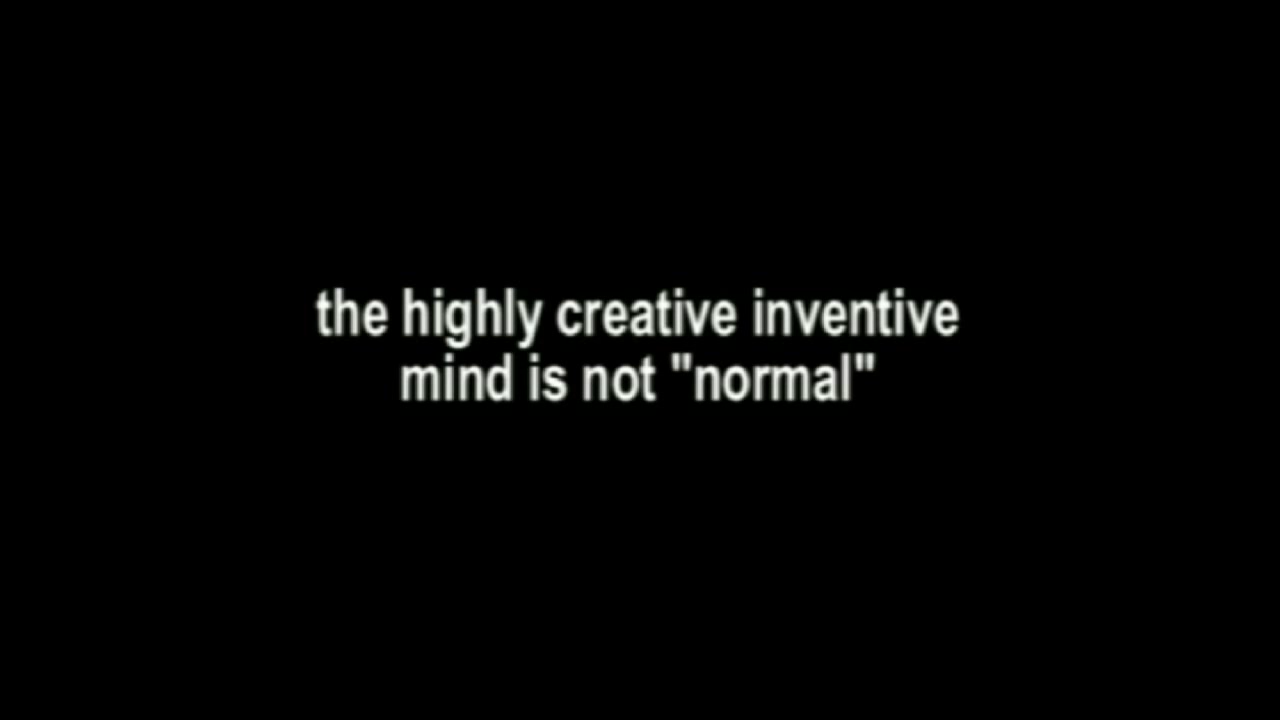 the highly creative inventive
mind is not "normal"